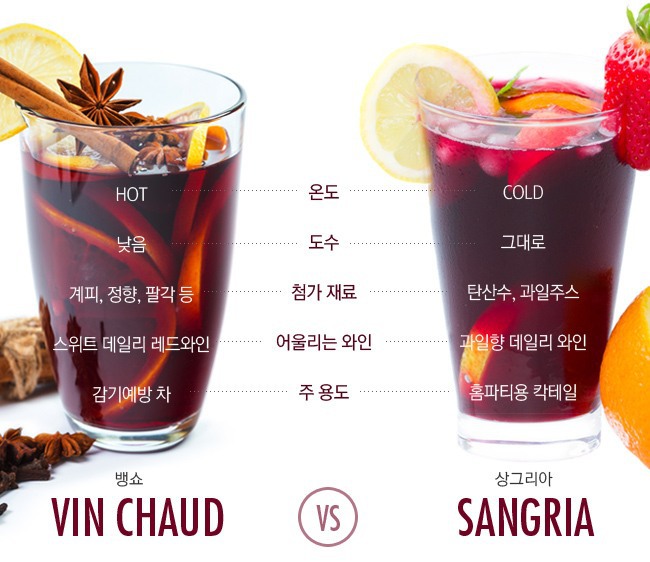 HOT 온도 COLD
낮음 도수 그대로
계피, 정향, 팔각 등 첨가 재료 탄산수, 과일주스
스위트 데일리 레드와인 어울리는 와인 과일향 데일리 와인
감기예방 차 주 용도 홈파티용 칵테일
뱅쇼 상그리아
VIN CHAUD VS SANGRIA